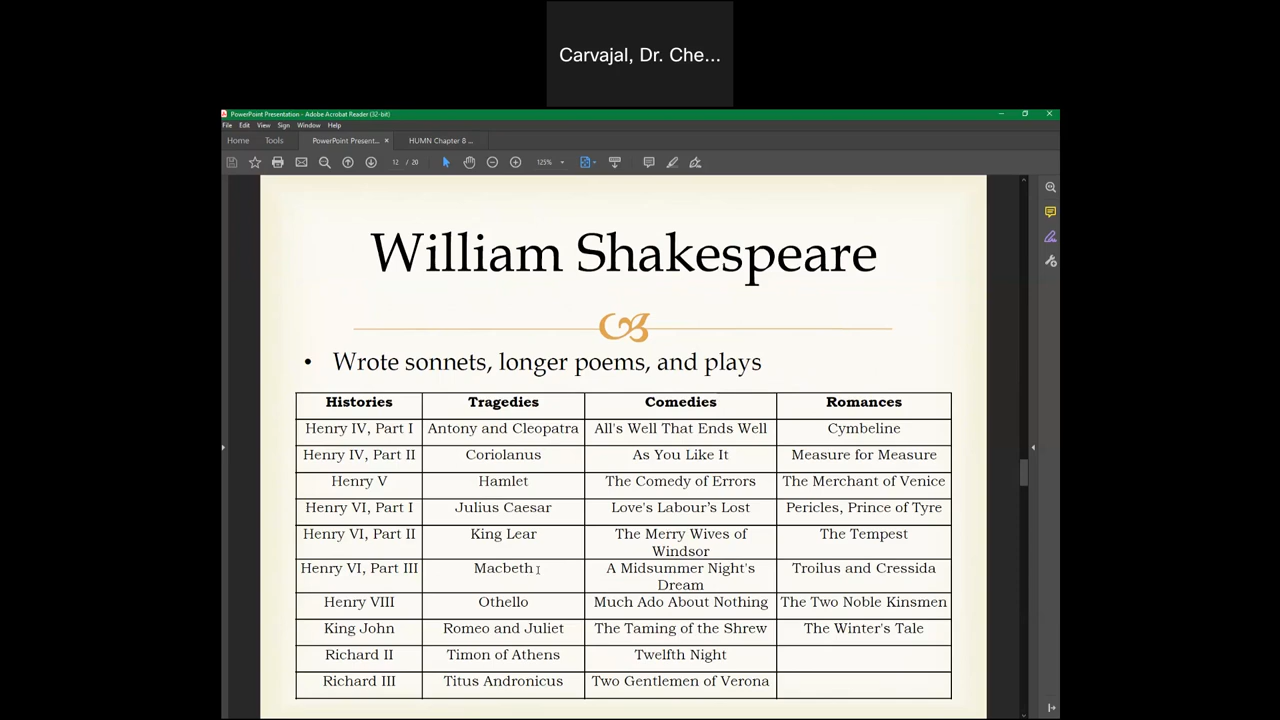 Carvajal, Dr. Che...
PowerPoint Presentation - Adobe Acrobat Reader (32-bit)
File Edit View Sign Window Help
Home Tools PowerPoint Present... × HUMN Chapter 8 ...
12 / 20 125%
William Shakespeare
• Wrote sonnets, longer poems, and plays
Histories Tragedies Comedies Romances
Henry IV, Part I Antony and Cleopatra All's Well That Ends Well Cymbeline
Henry IV, Part II Coriolanus As You Like It Measure for Measure
Henry V Hamlet The Comedy of Errors The Merchant of Venice
Henry VI, Part I Julius Caesar Love's Labour’s Lost Pericles, Prince of Tyre
Henry VI, Part II King Lear The Merry Wives of The Tempest
Windsor
Henry VI, Part III Macbeth A Midsummer Night's Troilus and Cressida
Dream
Henry VIII Othello Much Ado About Nothing The Two Noble Kinsmen
King John Romeo and Juliet The Taming of the Shrew The Winter's Tale
Richard II Timon of Athens Twelfth Night
Richard III Titus Andronicus Two Gentlemen of Verona